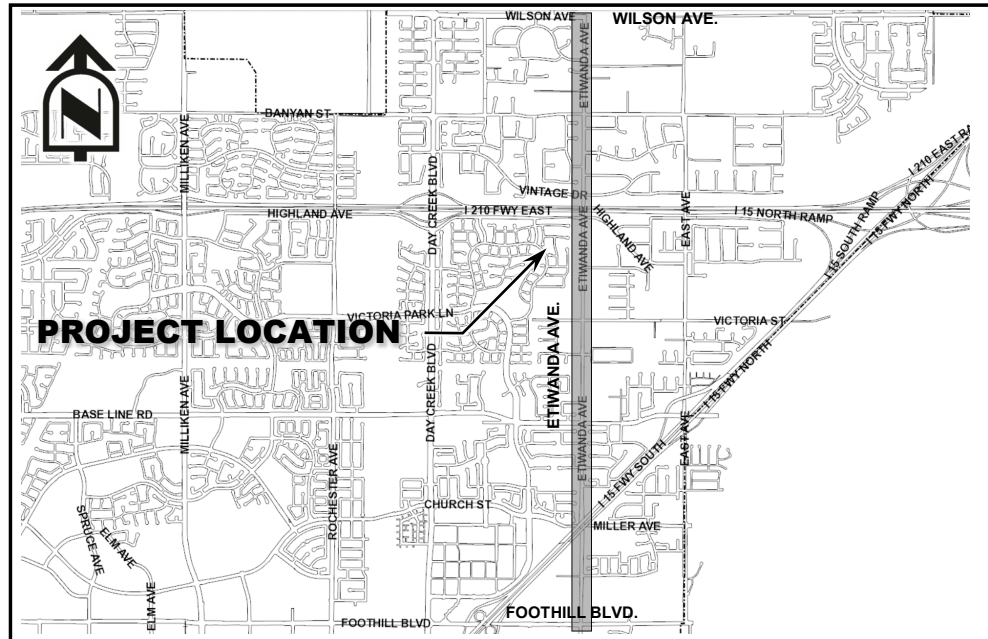 WILSON AVE
WILSON AVE.
ETIWANDA AVE
BANYAN ST
MILLIKEN AVE
DAY CREEK BLVD
VINTAGE DR
I 210 EAST RA
HIGHLAND AVE
I 210 FWY EAST
ETIWANDA AVE
HIGHLAND AVE
EAST AVE
I 15 NORTH RAMP
I 15 SOUTH RAMP
I 15 FWY NORTH
VICTORIA PARK LN
VICTORIA ST
PROJECT LOCATION
ETIWANDA AVE.
DAY CREEK BLVD
MILLIKEN AVE
I 15 FWY NORTH
BASE LINE RD
ETIWANDA AVE
EAST AVE
ROCHESTER AVE
I 15 FWY SOUTH
CHURCH ST
MILLER AVE
SPRUCE AVE
ELM AVE
ELM AVE
FOOTHILL BLVD
FOOTHILL BLVD.
N